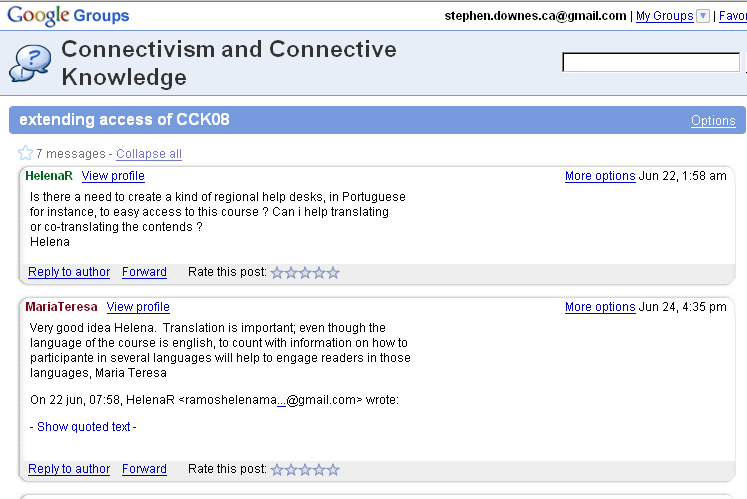 Google Groups
stephen.downes.ca@gmail.com | My Groups | Favor
Connectivism and Connective
Knowledge
extending access of CCK08
Options
7 messages - Collapse all
HelenaR View profile
More options Jun 22, 1:58 am
Is there a need to create a kind of regional help desks, in Portuguese
for instance, to easy access to this course ? Can i help translating
or co-translating the contends ?
Helena
Reply to author Forward Rate this post:
MariaTeresa View profile
More options Jun 24, 4:35 pm
Very good idea Helena. Translation is important; even though the
language of the course is english, to count with information on how to
participante in several languages will help to engage readers in those
languages, Maria Teresa
On 22 jun, 07:58, HelenaR <ramoshelenama...@gmail.com> wrote:
- Show quoted text -
Reply to author Forward Rate this post: